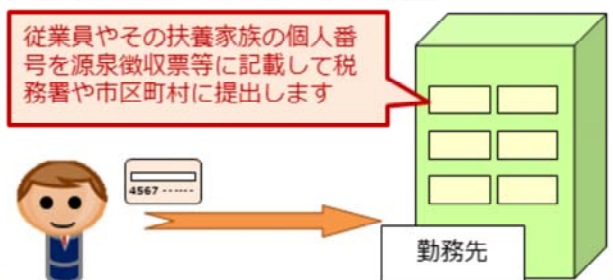 従業員やその扶養家族の個人番
号を源泉徴収票等に記載して税
務署や市区町村に提出します
4567 ------
勤務先